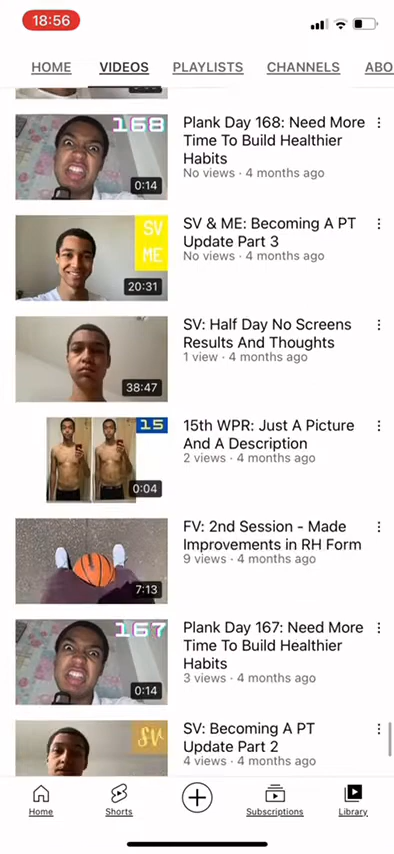 18:56
HOME VIDEOS PLAYLISTS CHANNELS ABO
168
0:14
Plank Day 168: Need More
Time To Build Healthier
Habits
No views · 4 months ago
SV
ME
20:31
SV & ME: Becoming A PT
Update Part 3
No views · 4 months ago
38:47
SV: Half Day No Screens
Results And Thoughts
1 view · 4 months ago
15
0:04
15th WPR: Just A Picture
And A Description
2 views · 4 months ago
7:13
FV: 2nd Session - Made
Improvements in RH Form
9 views · 4 months ago
167
0:14
Plank Day 167: Need More
Time To Build Healthier
Habits
3 views · 4 months ago
SV
SV: Becoming A PT
Update Part 2
4 views · 4 months ago
Home Shorts Subscriptions Library